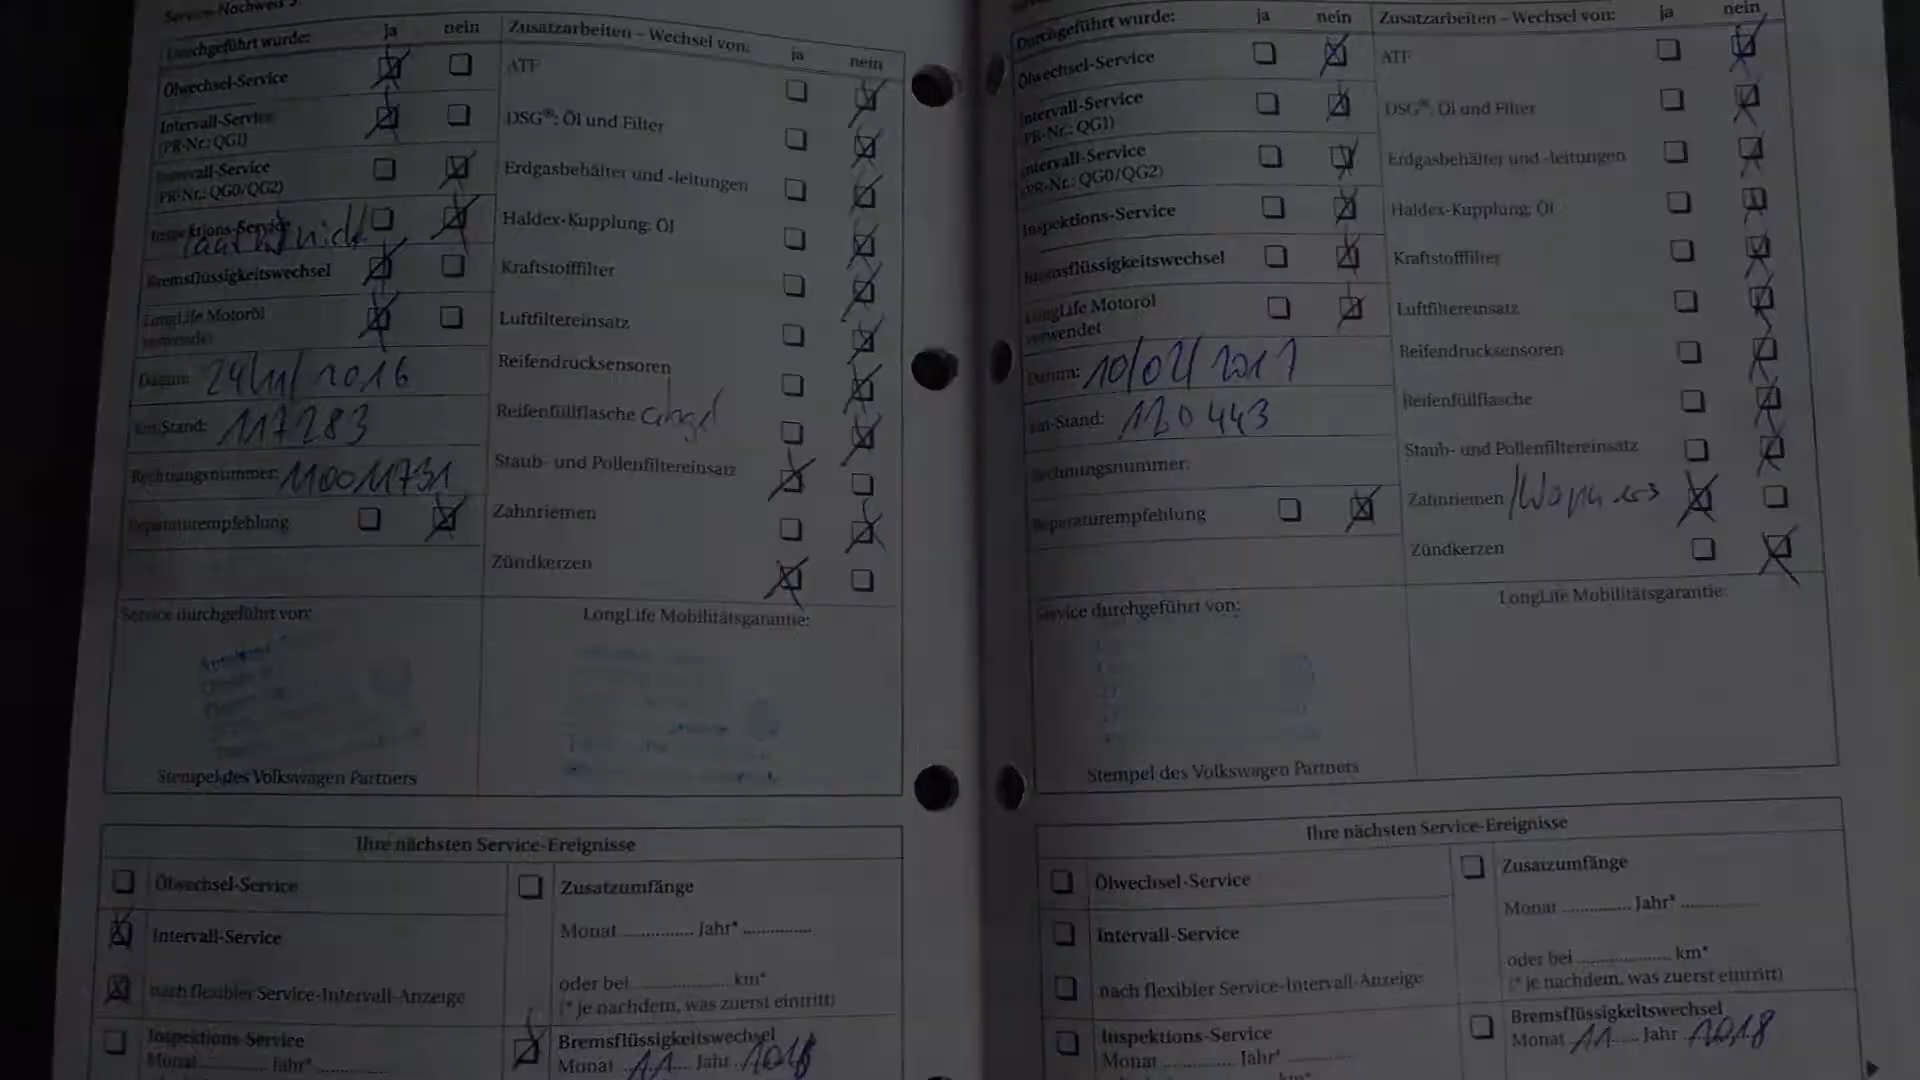 Service-Nachweis
Durchgeführt wurde: ja nein
Ölwechsel-Service
Intervall-Service
(PR-Nr.: QG1)
Intervall-Service
PR-Nr.: QG0/QG2)
Inspektions-Service
nicht
Bremsflüssigkeitswechsel
LongLife Motoröl
verwendet
Datum: 24/11/2016
km-Stand: 117283
Rechnungsnummer: 110011731
Reparaturempfehlung
Zusatzarbeiten – Wechsel von: ja nein
ATF
DSG®: Öl und Filter
Erdgasbehälter und -leitungen
Haldex-Kupplung: Öl
Kraftstofffilter
Luftfiltereinsatz
Reifendrucksensoren
Reifenfüllflasche
Staub- und Pollenfiltereinsatz
Zahnriemen
Zündkerzen
Service durchgeführt von:
LongLife Mobilitätsgarantie:
Stempel des Volkswagen Partners
Ihre nächsten Service-Ereignisse
Ölwechsel-Service
Intervall-Service
nach flexibler Service-Intervall-Anzeige
Inspektions-Service
Monat ............ Jahr* ............
Zusatzumfänge
Monat ............ Jahr* ............
oder bei ............ km*
(* je nachdem, was zuerst eintritt)
Bremsflüssigkeitswechsel
Monat 11 Jahr 2018
Durchgeführt wurde: ja nein
Ölwechsel-Service
Intervall-Service
(PR-Nr.: QG1)
Intervall-Service
(PR-Nr.: QG0/QG2)
Inspektions-Service
Bremsflüssigkeitswechsel
LongLife Motoröl
verwendet
Datum: 10/02/2017
km-Stand: 120443
Rechnungsnummer:
Reparaturempfehlung
Zusatzarbeiten – Wechsel von: ja nein
ATF
DSG®: Öl und Filter
Erdgasbehälter und -leitungen
Haldex-Kupplung: Öl
Kraftstofffilter
Luftfiltereinsatz
Reifendrucksensoren
Reifenfüllflasche
Staub- und Pollenfiltereinsatz
Zahnriemen
Zündkerzen
Service durchgeführt von:
LongLife Mobilitätsgarantie:
Stempel des Volkswagen Partners
Ihre nächsten Service-Ereignisse
Ölwechsel-Service
Intervall-Service
nach flexibler Service-Intervall-Anzeige
Inspektions-Service
Monat ............ Jahr* ............
km*
Zusatzumfänge
Monat ............ Jahr* ............
oder bei ............ km*
(* je nachdem, was zuerst eintritt)
Bremsflüssigkeitswechsel
Monat 11 Jahr 2018